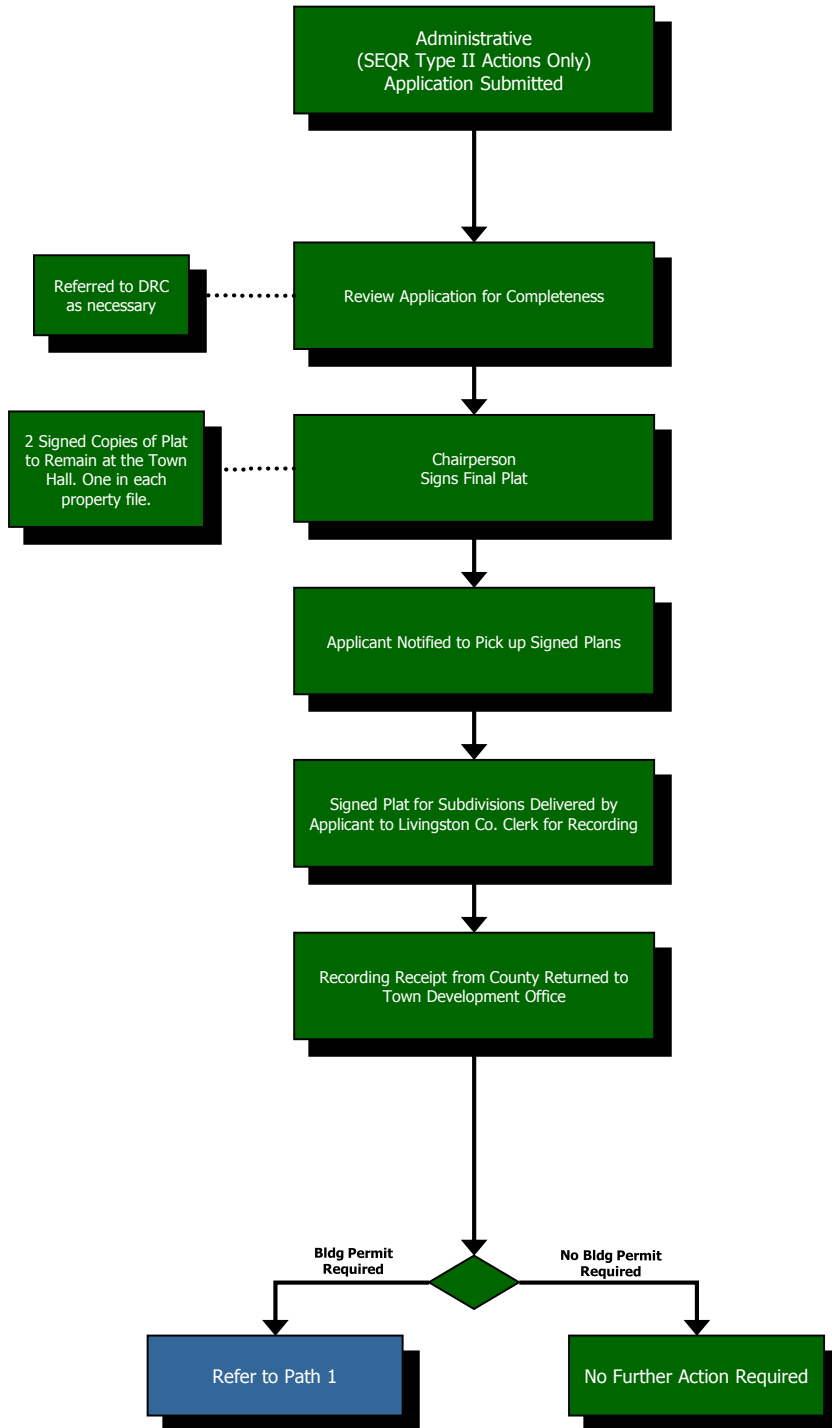 Administrative
(SEQR Type II Actions Only)
Application Submitted
Referred to DRC
as necessary
Review Application for Completeness
2 Signed Copies of Plat
to Remain at the Town
Hall. One in each
property file.
Chairperson
Signs Final Plat
Applicant Notified to Pick up Signed Plans
Signed Plat for Subdivisions Delivered by
Applicant to Livingston Co. Clerk for Recording
Recording Receipt from County Returned to
Town Development Office
Bldg Permit
Required
No Bldg Permit
Required
Refer to Path 1
No Further Action Required